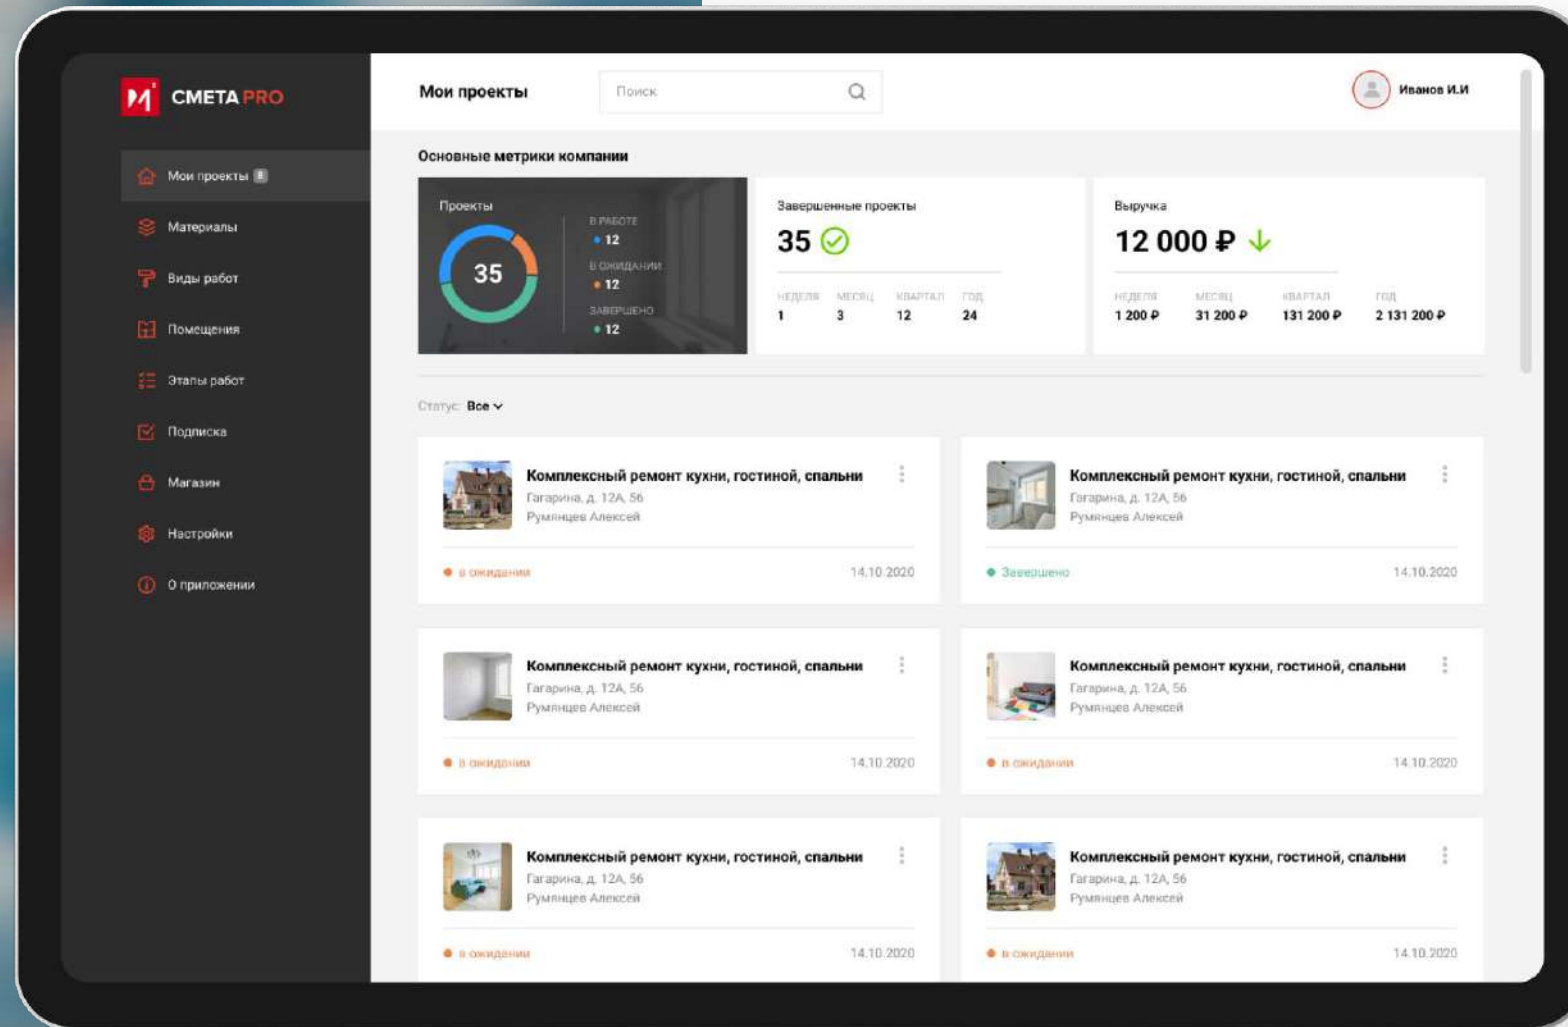 СМЕТА PRO
Мои проекты 8
Материалы
Виды работ
Помещения
Этапы работ
Подписка
Магазин
Настройки
О приложении
Мои проекты
Поиск
Иванов И.И
Основные метрики компании
Проекты
35
В РАБОТЕ
12
В ОЖИДАНИИ
12
ЗАВЕРШЕНО
12
Завершенные проекты
35
НЕДЕЛЯ МЕСЯЦ КВАРТАЛ ГОД
1 3 12 24
Выручка
12 000 ₽
НЕДЕЛЯ МЕСЯЦ КВАРТАЛ ГОД
1 200 ₽ 31 200 ₽ 131 200 ₽ 2 131 200 ₽
Статус: Все
Комплексный ремонт кухни, гостиной, спальни
Гагарина, д. 12А, 56
Румянцев Алексей
в ожидании 14.10.2020
Комплексный ремонт кухни, гостиной, спальни
Гагарина, д. 12А, 56
Румянцев Алексей
Завершено 14.10.2020
Комплексный ремонт кухни, гостиной, спальни
Гагарина, д. 12А, 56
Румянцев Алексей
в ожидании 14.10.2020
Комплексный ремонт кухни, гостиной, спальни
Гагарина, д. 12А, 56
Румянцев Алексей
в ожидании 14.10.2020
Комплексный ремонт кухни, гостиной, спальни
Гагарина, д. 12А, 56
Румянцев Алексей
в ожидании 14.10.2020
Комплексный ремонт кухни, гостиной, спальни
Гагарина, д. 12А, 56
Румянцев Алексей
в ожидании 14.10.2020